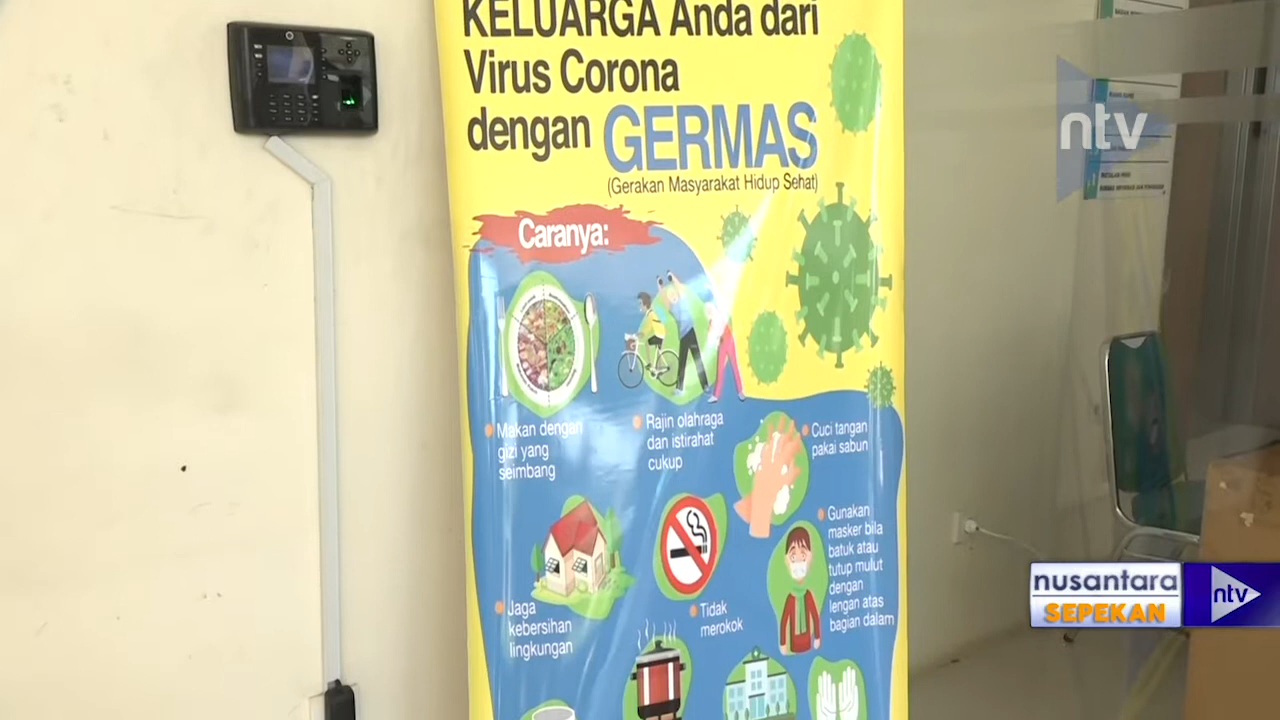 KELUARGA Anda dari
Virus Corona
dengan GERMAS
(Gerakan Masyarakat Hidup Sehat)
Caranya:
Makan dengan
gizi yang
seimbang
Rajin olahraga
dan istirahat
cukup
Cuci tangan
pakai sabun
Gunakan
masker bila
batuk atau
tutup mulut
dengan
lengan atas
bagian dalam
Jaga
kebersihan
lingkungan
Tidak
merokok
ntv
nusantara
SEPEKAN
ntv